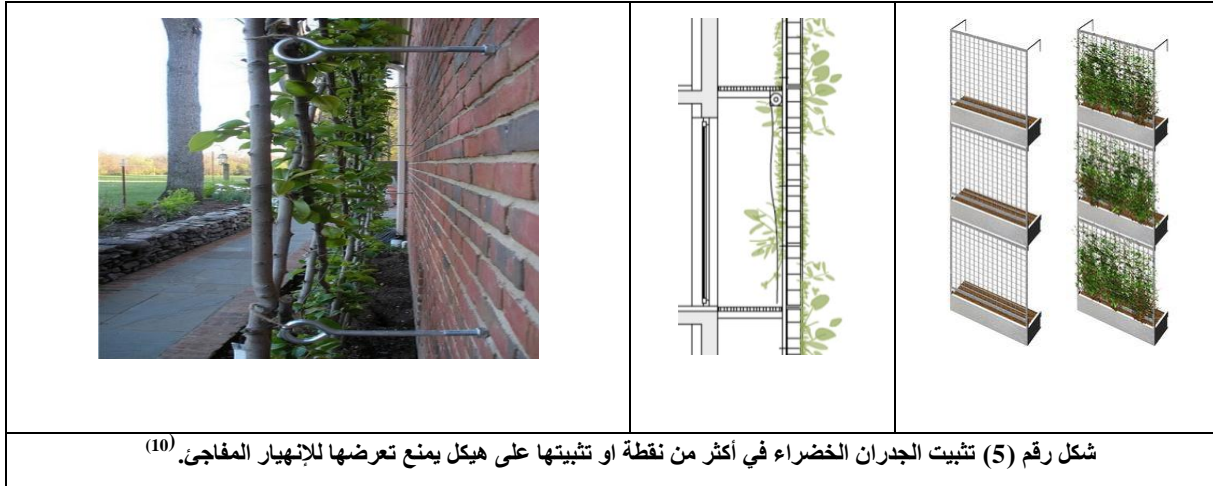 شكل رقم (5) تثبيت الجدران الخضراء في أكثر من نقطة او تثبيتها على هيكل يمنع تعرضها للإنهيار المفاجئ. (10)